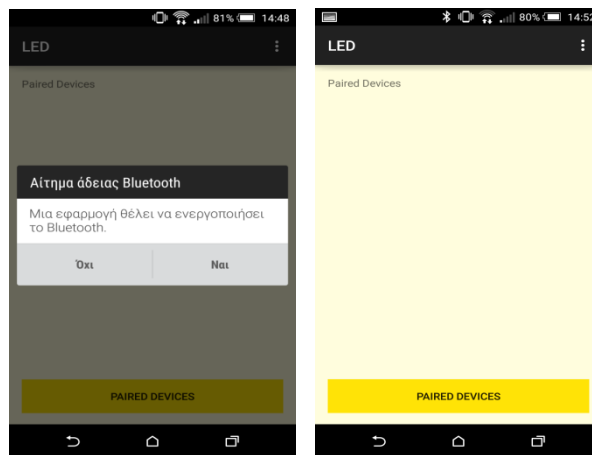 81% 14:48
LED
Paired Devices
Αίτημα άδειας Bluetooth
Μια εφαρμογή θέλει να ενεργοποιήσει
το Bluetooth.
Όχι Ναι
PAIRED DEVICES
80% 14:52
LED
Paired Devices
PAIRED DEVICES